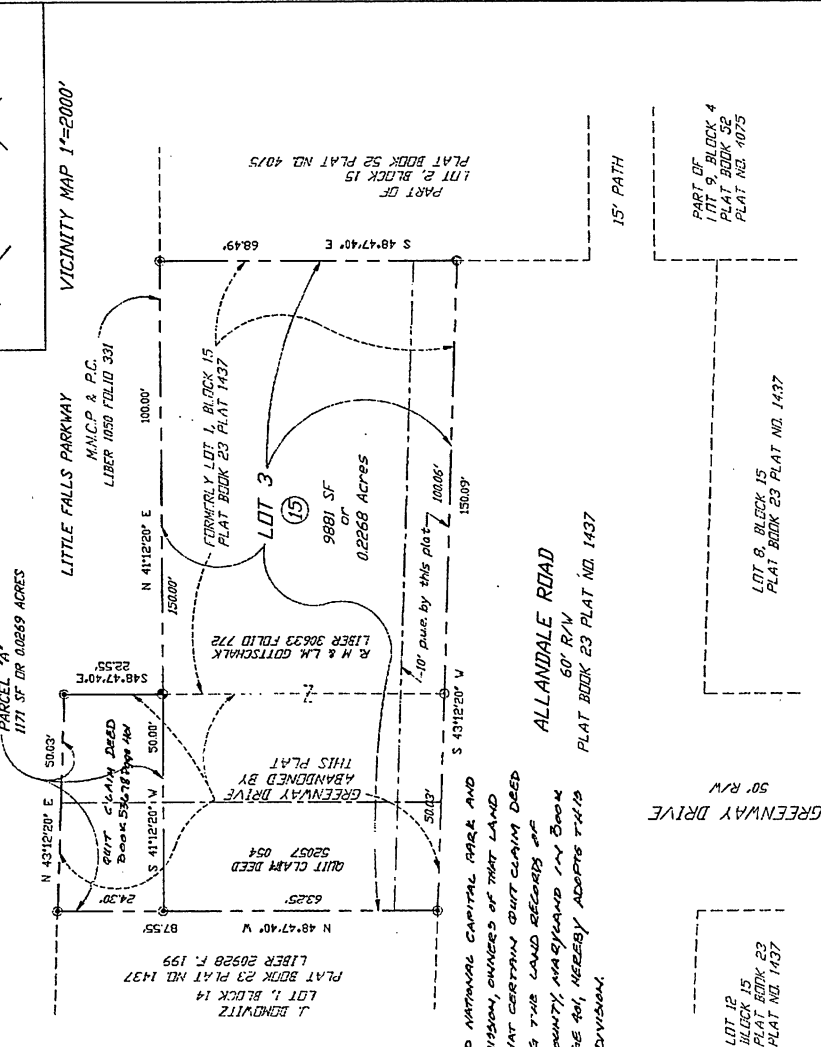 VICINITY MAP 1"=2000'
PARCEL "A"
1171 SF OR 0.0269 ACRES
LITTLE FALLS PARKWAY
M.N.C.P & P.C.
LIBER 1050 FOLIO 331
N 43°12'20" E
50.03'
S48°47'40"E
22.55'
N 41°12'20" E
100.00'
150.00'
QUIT CLAIM DEED
BOOK 53678 Page 401
S 41°12'20" W
50.00'
24.30'
87.55'
N 48°47'40" W
63.25'
J. DOMOWITZ
LOT 1, BLOCK 14
PLAT BOOK 23 PLAT NO 1437
LIBER 20928 F. 199
QUIT CLAIM DEED
52057 054
GREENWAY DRIVE
ABANDONED BY
THIS PLAT
50.03'
R. M & L.M. GOTTSCHALK
LIBER 30633 FOLIO 772
FORMERLY LOT 1, BLOCK 15
PLAT BOOK 23 PLAT 1437
LOT 3
15
9881 SF
or
0.2268 Acres
68.49'
S 48°47'40" E
PART OF
LOT 2, BLOCK 15
PLAT BOOK 52 PLAT NO. 4075
10' p.u.e. by this plat
100.06'
150.09'
S 43°12'20" W
15' PATH
PART OF
LOT 9, BLOCK 4
PLAT BOOK 52
PLAT NO. 4075
ALLANDALE ROAD
60' R/W
PLAT BOOK 23 PLAT NO. 1437
NATIONAL CAPITAL PARK AND
OWNERS OF THAT LAND
THAT CERTAIN QUIT CLAIM DEED
THE LAND RECORDS OF
COUNTY, MARYLAND IN BOOK
401, HEREBY ADOPTS THIS
DIVISION.
GREENWAY DRIVE
50' R/W
LOT 8, BLOCK 15
PLAT BOOK 23 PLAT NO. 1437
LOT 12
BLOCK 15
PLAT BOOK 23
PLAT NO. 1437